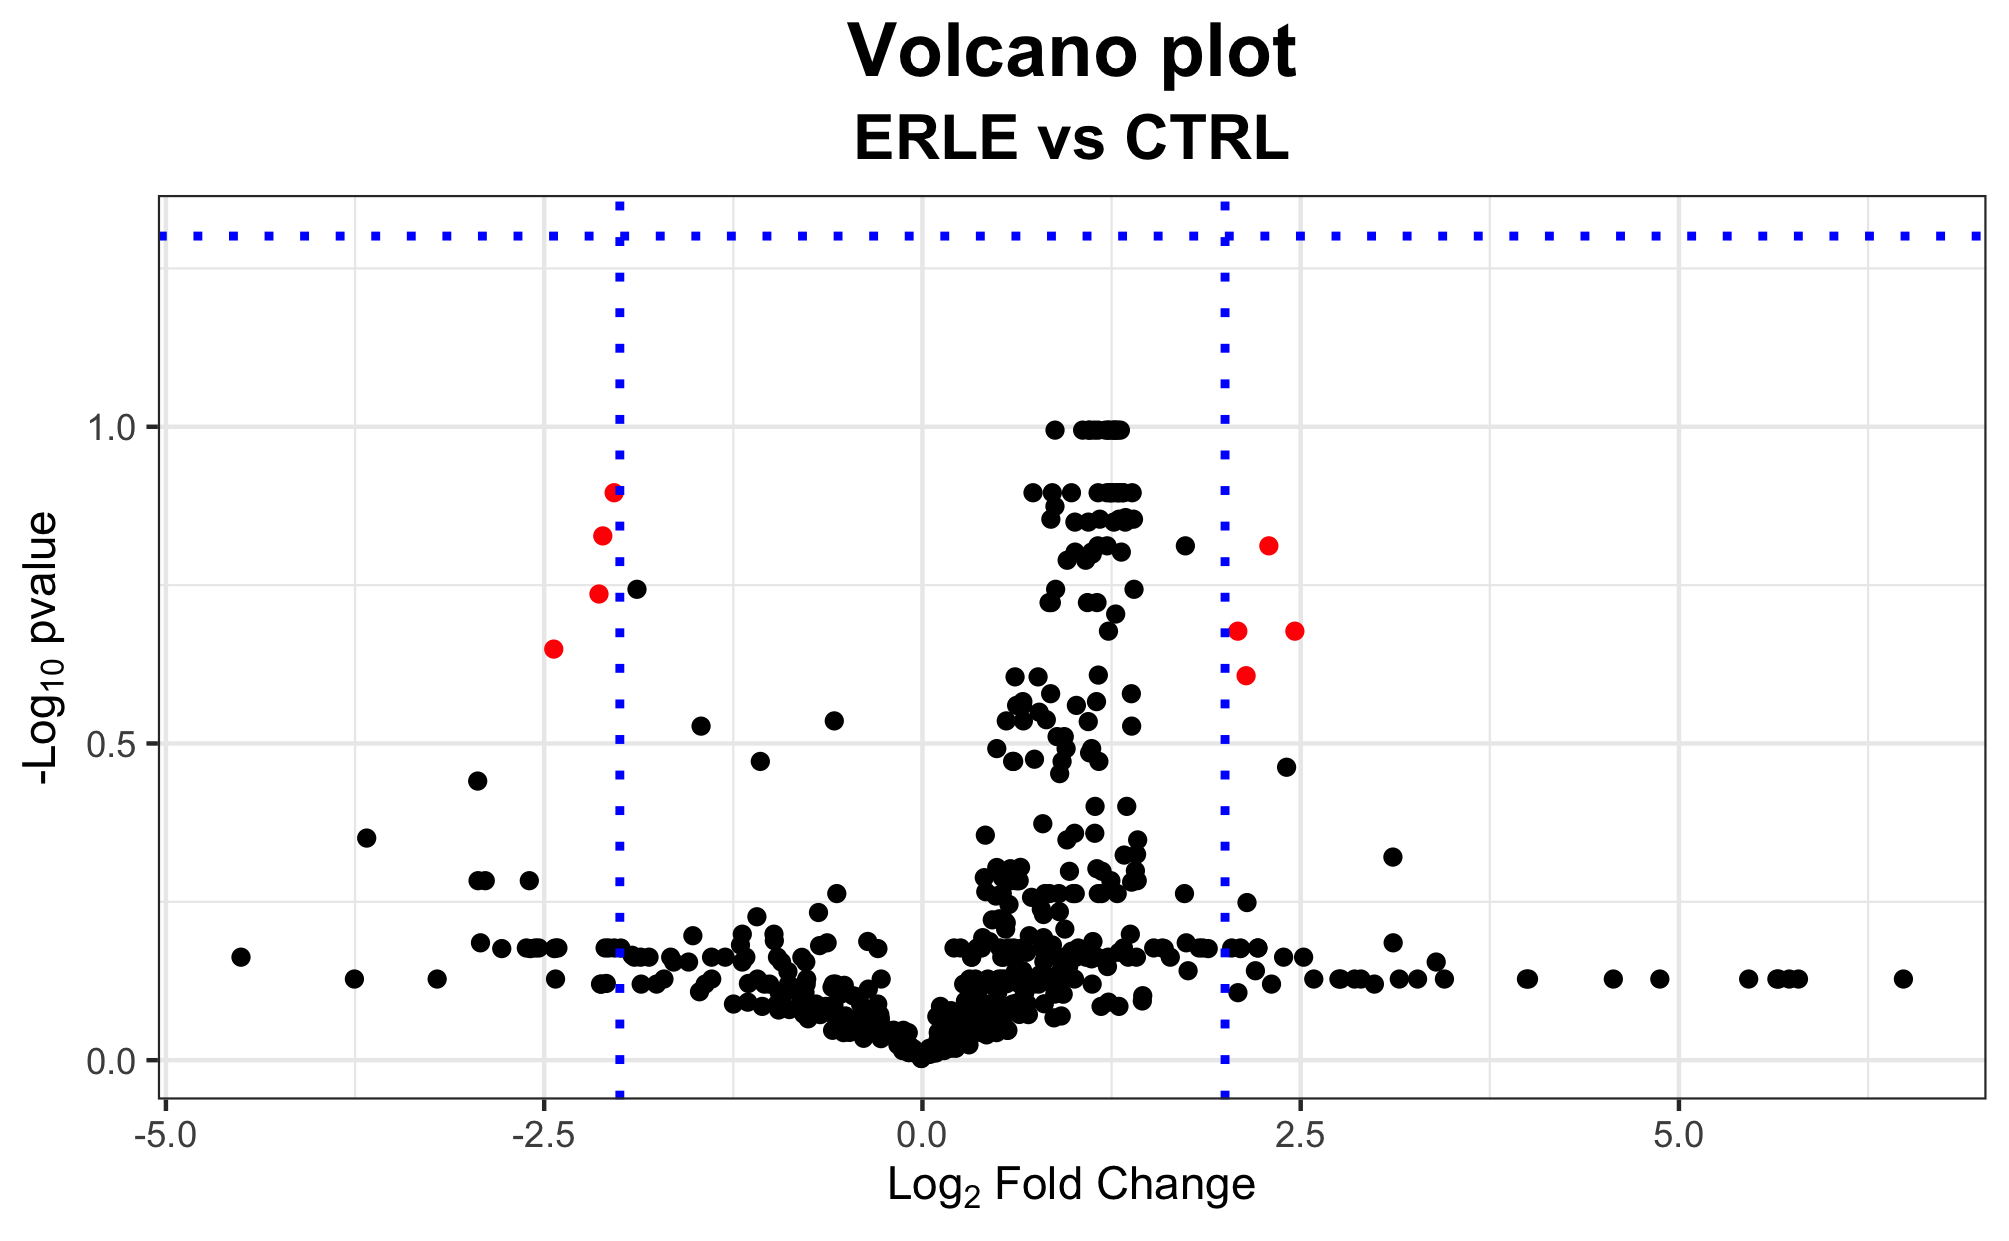 Volcano plot
ERLE vs CTRL
-Log₁₀ pvalue
1.0
0.5
0.0
-5.0 -2.5 0.0 2.5 5.0
Log₂ Fold Change